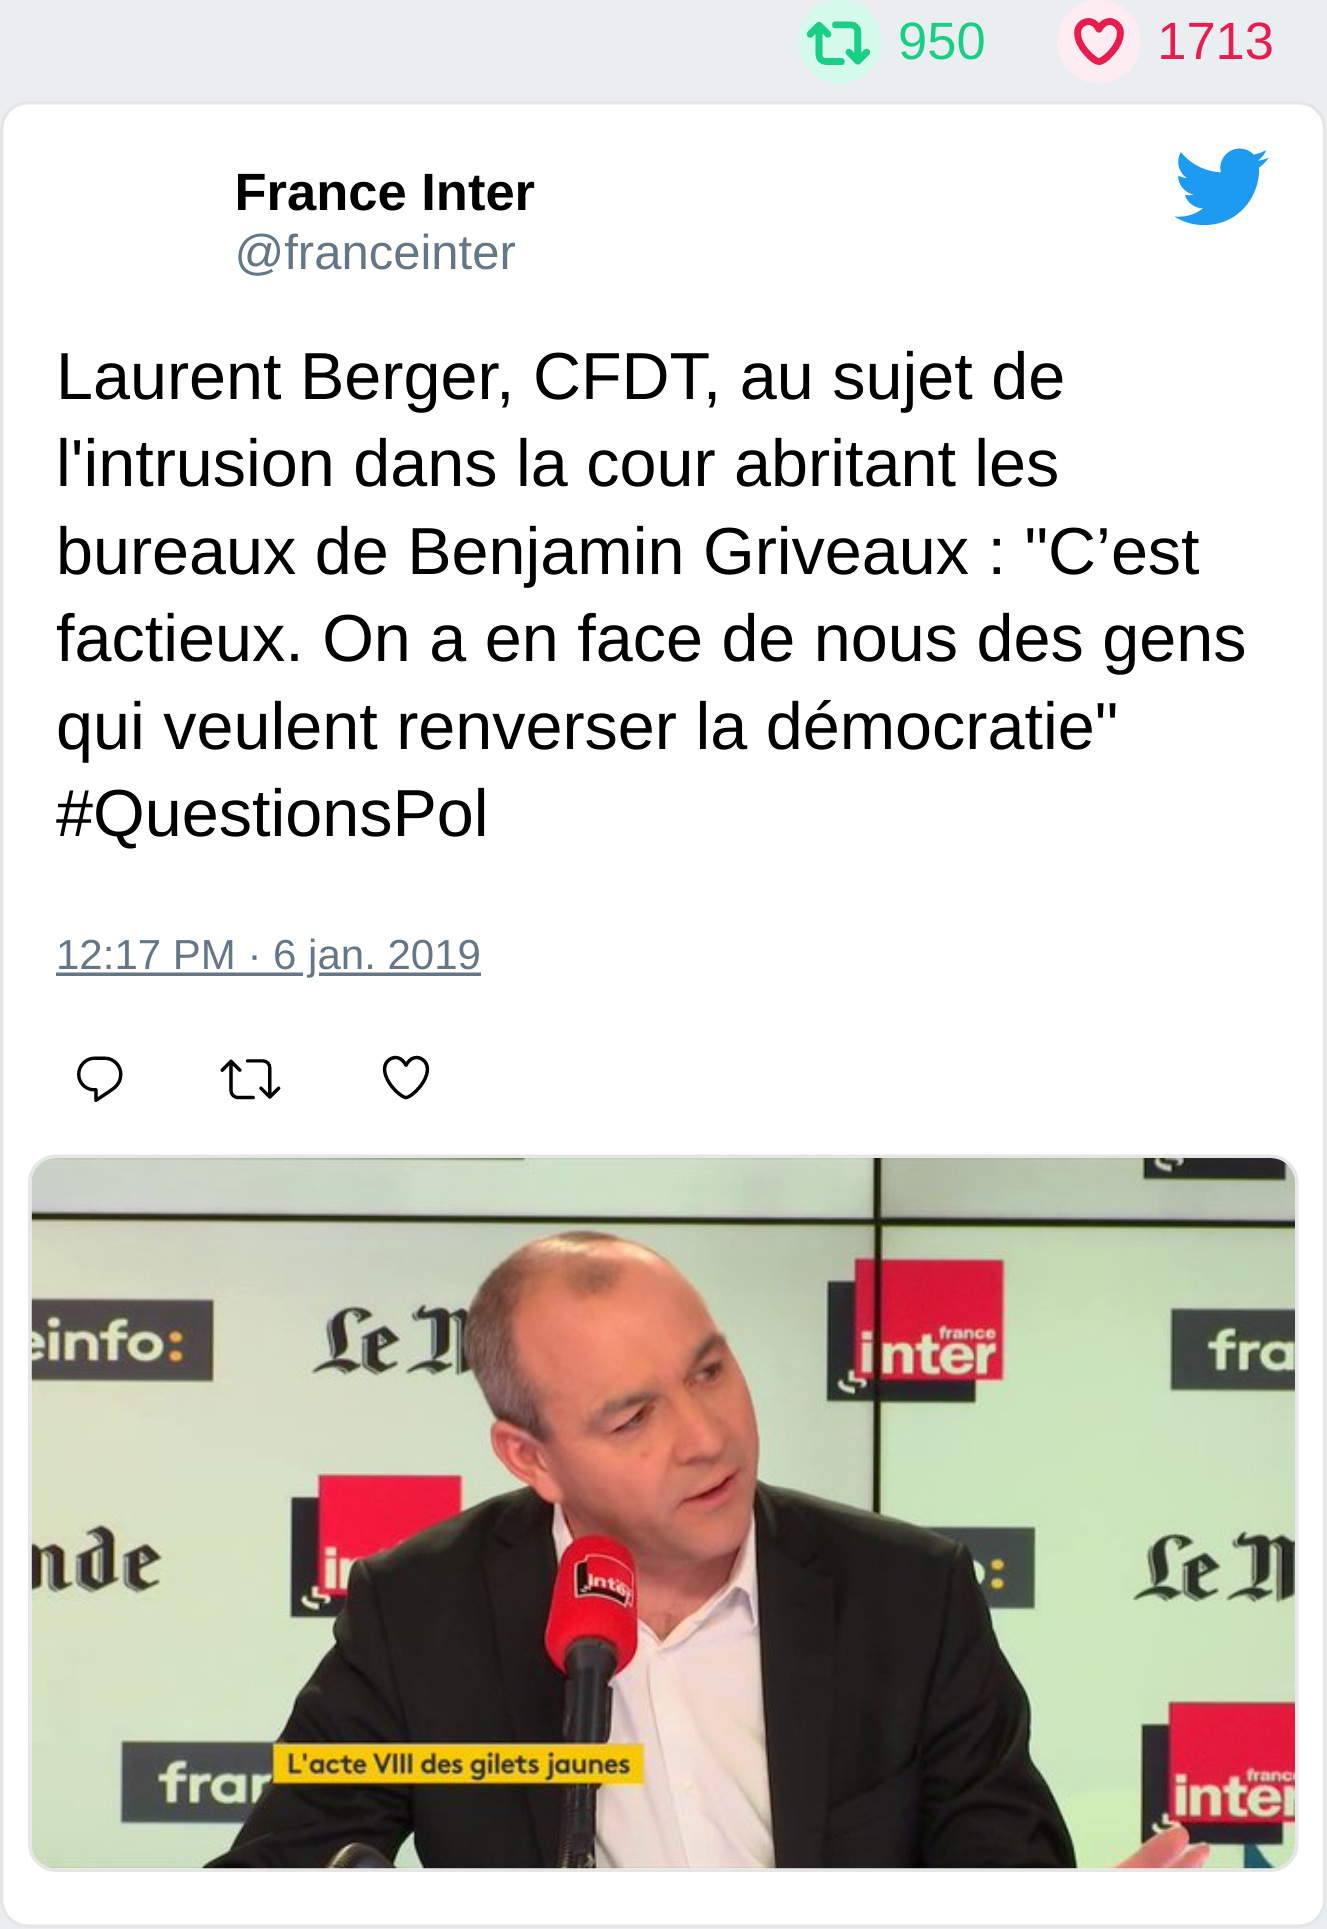 950 1713
France Inter
@franceinter
Laurent Berger, CFDT, au sujet de
l'intrusion dans la cour abritant les
bureaux de Benjamin Griveaux : "C’est
factieux. On a en face de nous des gens
qui veulent renverser la démocratie"
#QuestionsPol
12:17 PM · 6 jan. 2019
einfo:
Le M
france
inter
fra
nde
in
inter
:
Le M
L'acte VIII des gilets jaunes
fran
franc
inter